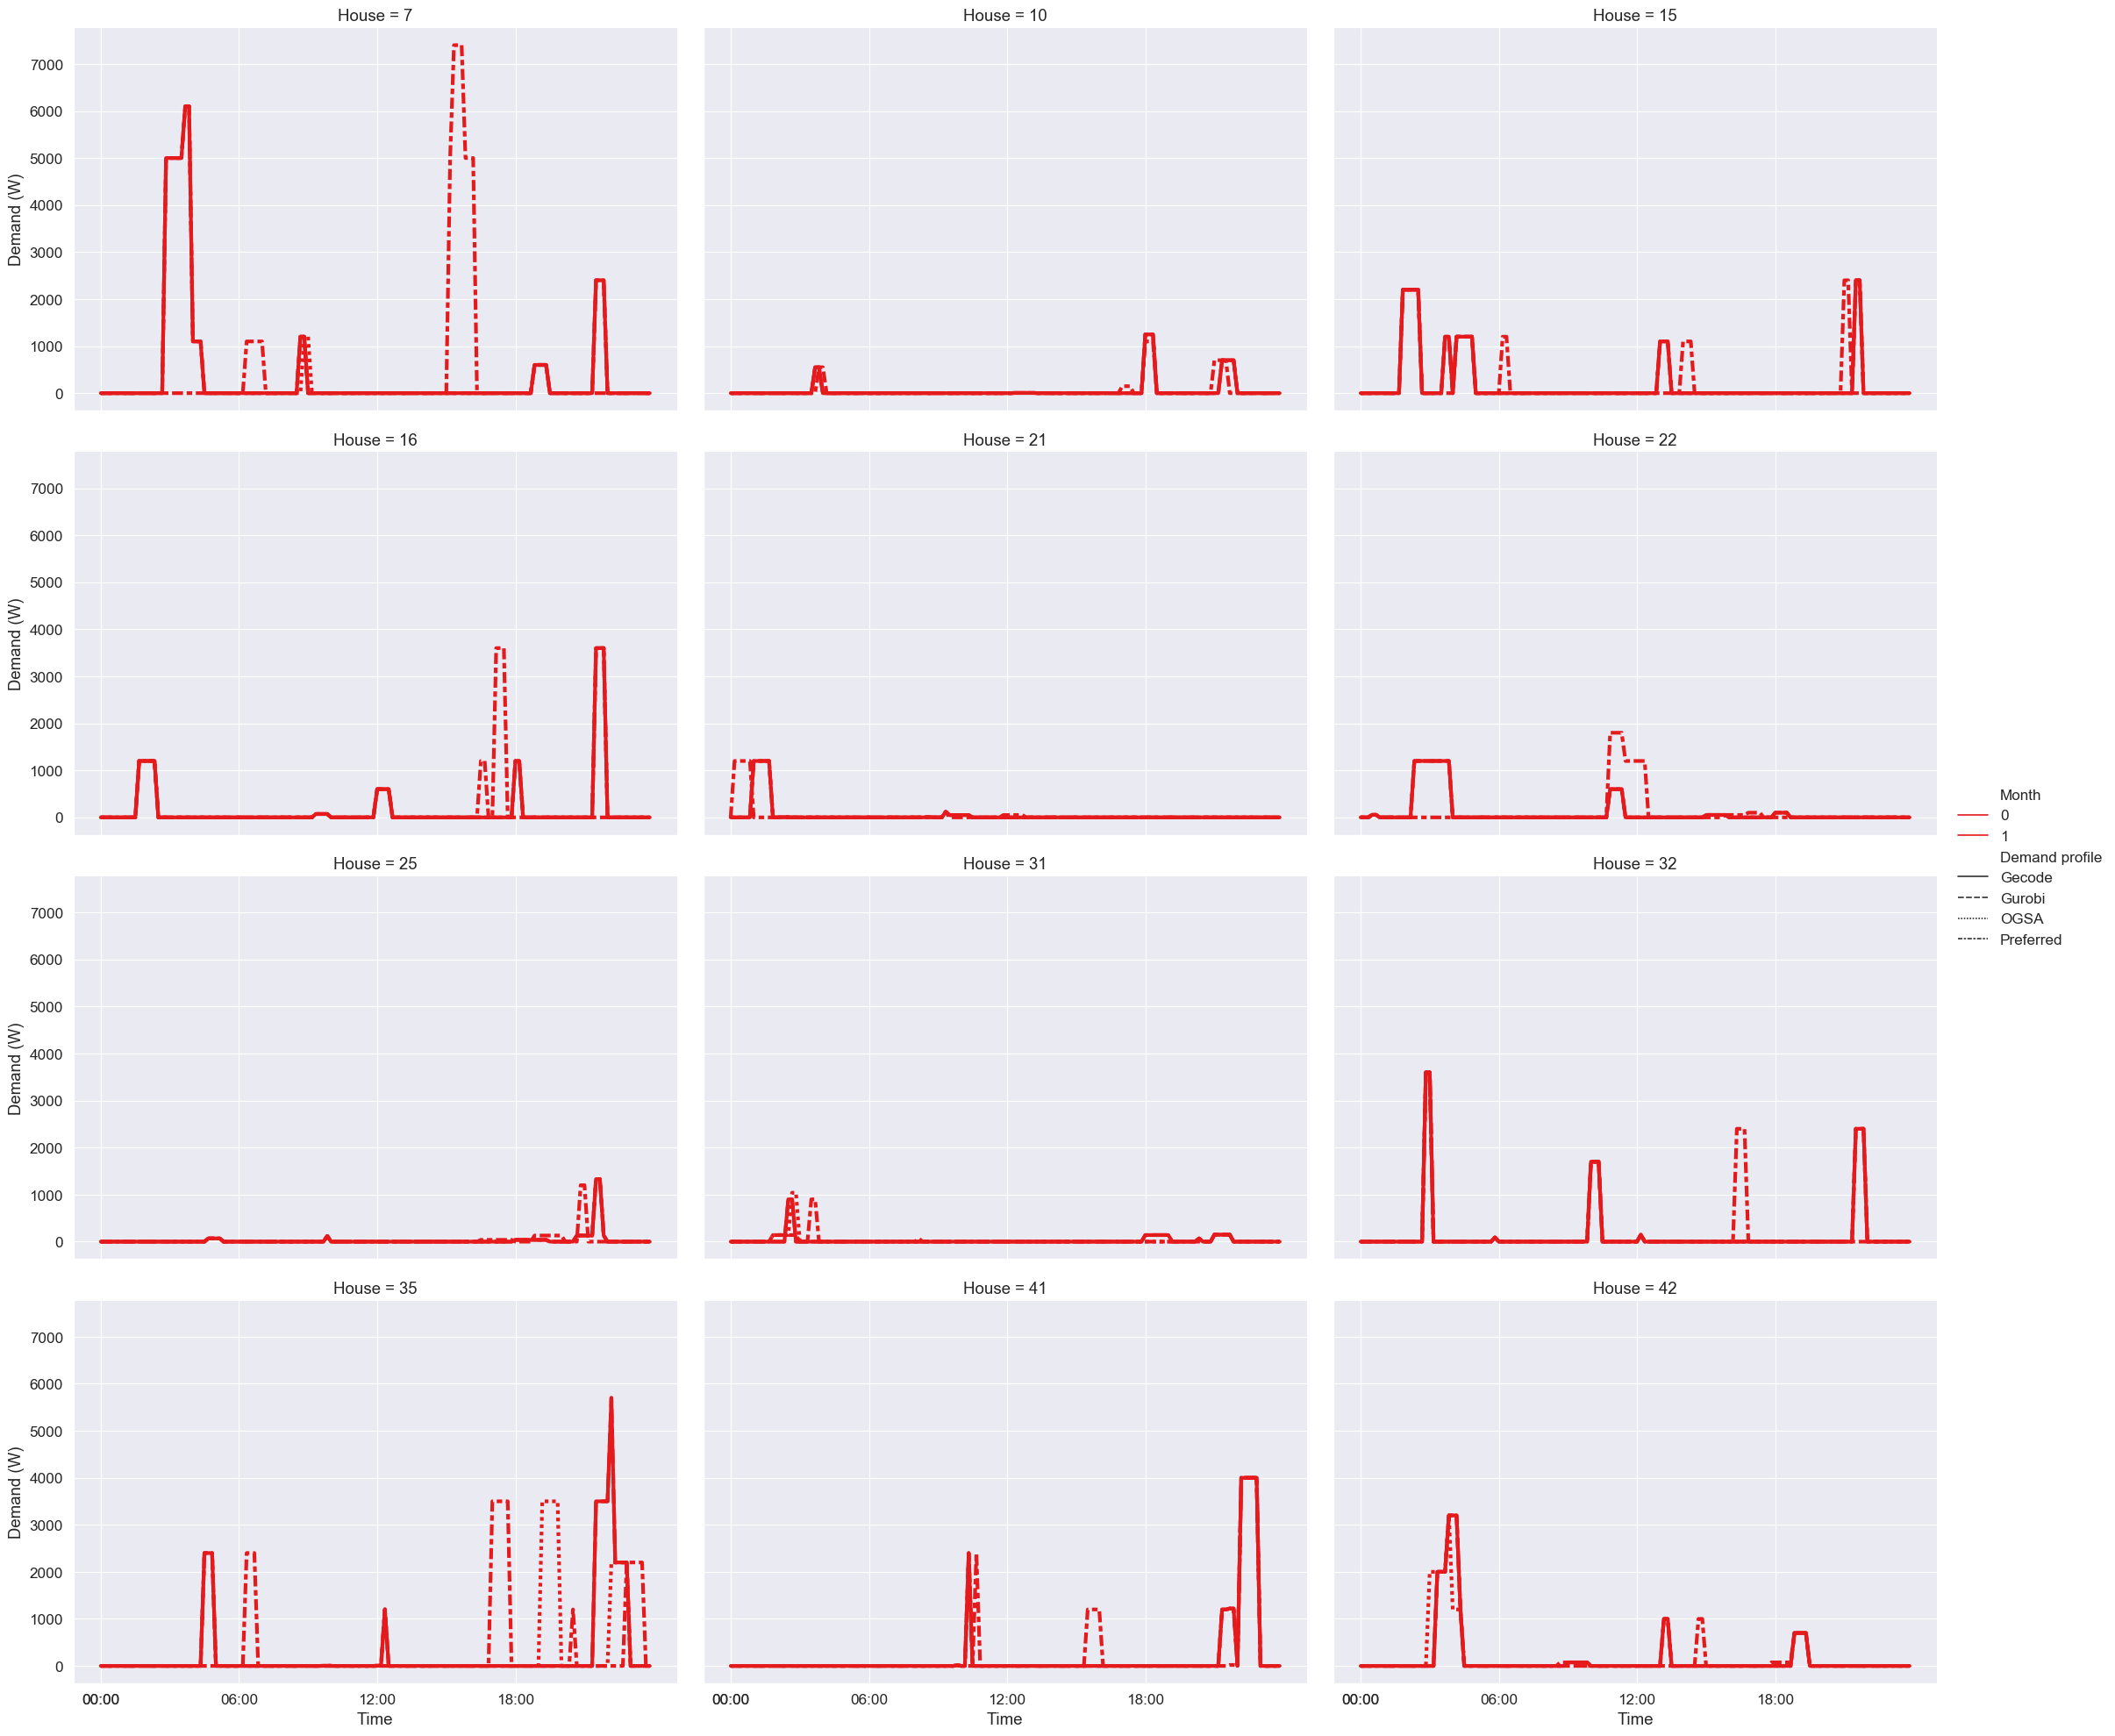 House = 7
House = 10
House = 15
7000
6000
5000
4000
3000
2000
1000
0
Demand (W)
House = 16
House = 21
House = 22
7000
6000
5000
4000
3000
2000
1000
0
Demand (W)
Month
0
1
Demand profile
Gecode
Gurobi
OGSA
Preferred
House = 25
House = 31
House = 32
7000
6000
5000
4000
3000
2000
1000
0
Demand (W)
House = 35
House = 41
House = 42
7000
6000
5000
4000
3000
2000
1000
0
Demand (W)
00:00 06:00 12:00 18:00
Time
00:00 06:00 12:00 18:00
Time
00:00 06:00 12:00 18:00
Time